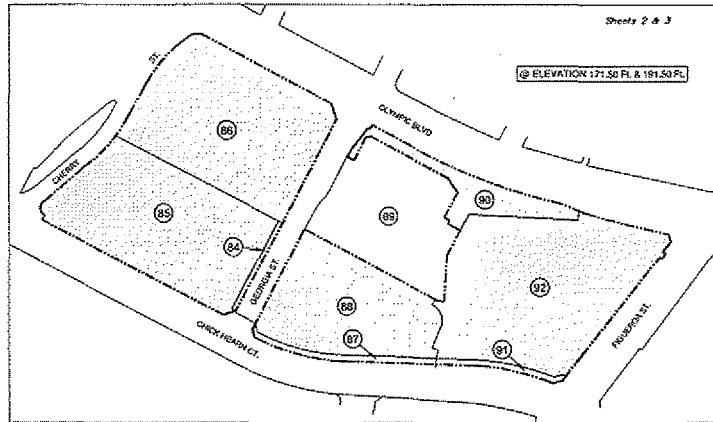 Sheets 2 & 3
@ ELEVATION 171.50 Ft. & 191.50 Ft.
ST.
OLYMPIC BLVD
86
CHERRY
90
85
89
84
GEORGIA ST.
92
88
FIGUEROA ST.
CHICK HEARN CT.
87
91